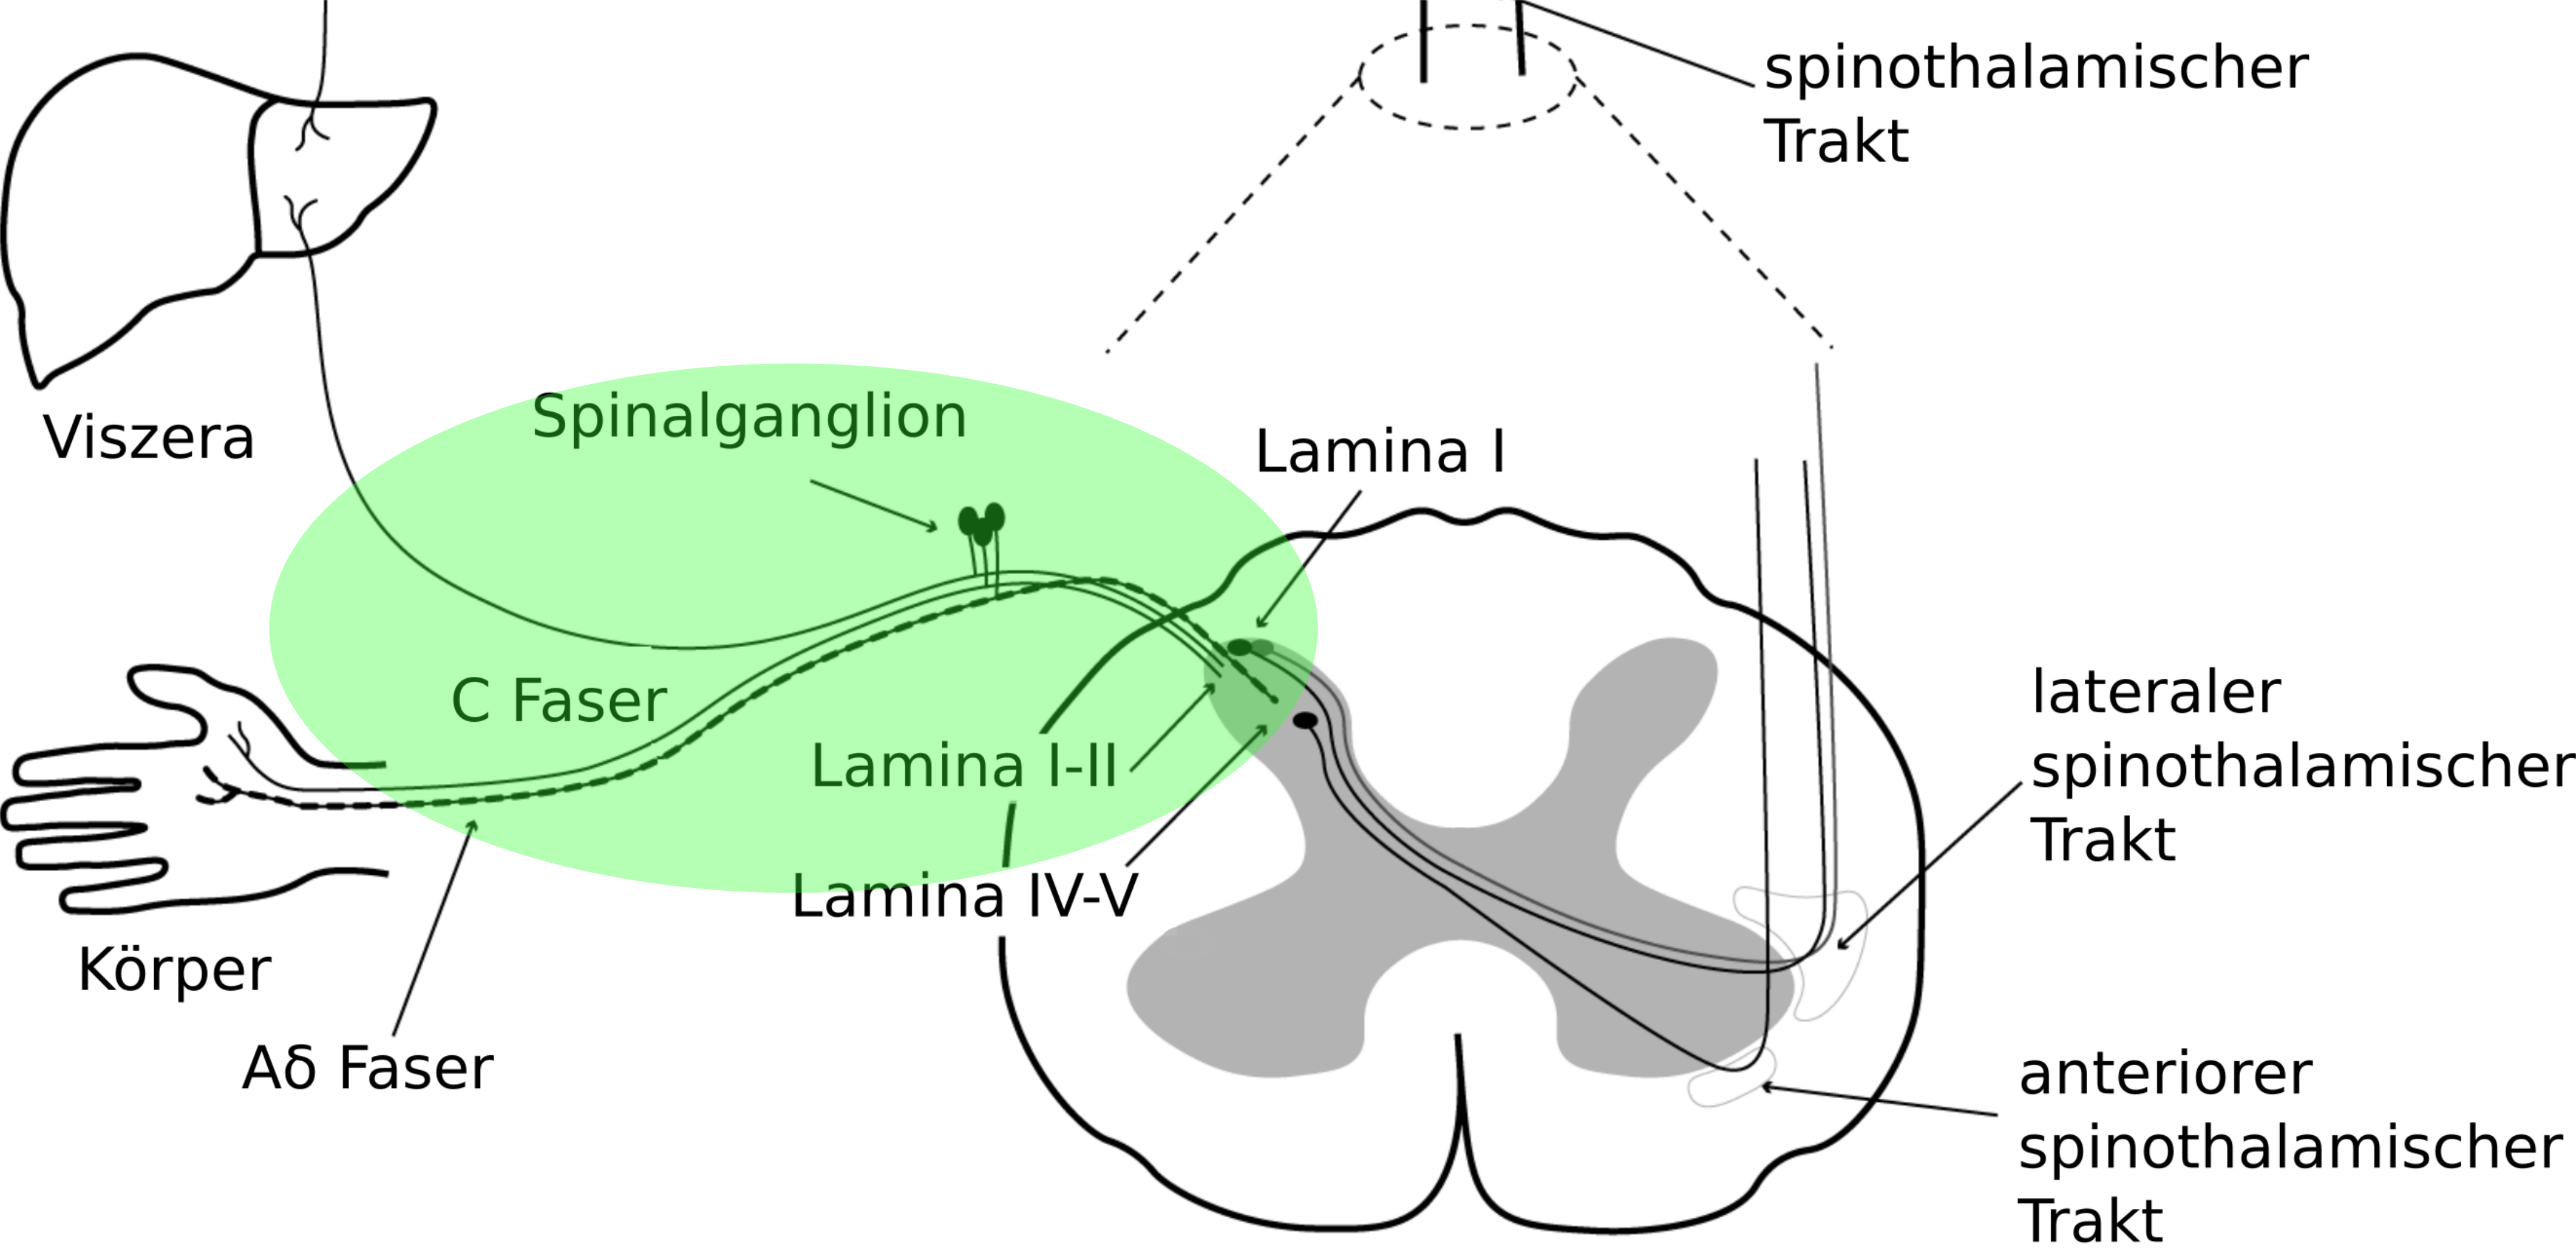 spinothalamischer
Trakt
Viszera
Spinalganglion
Lamina I
C Faser
Lamina I-II
Lamina IV-V
lateraler
spinothalamischer
Trakt
Körper
Aδ Faser
anteriorer
spinothalamischer
Trakt